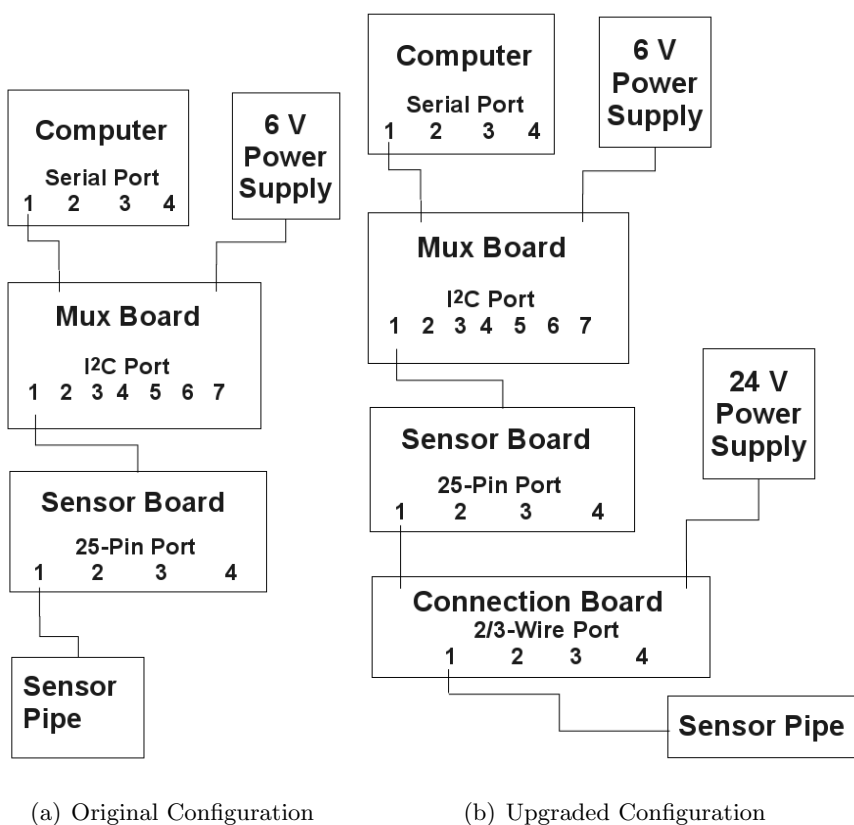 Computer
Serial Port
1 2 3 4
6 V
Power
Supply
Mux Board
I²C Port
1 2 3 4 5 6 7
Sensor Board
25-Pin Port
1 2 3 4
Sensor
Pipe
(a) Original Configuration
Computer
Serial Port
1 2 3 4
6 V
Power
Supply
Mux Board
I²C Port
1 2 3 4 5 6 7
24 V
Power
Supply
Sensor Board
25-Pin Port
1 2 3 4
Connection Board
2/3-Wire Port
1 2 3 4
Sensor Pipe
(b) Upgraded Configuration